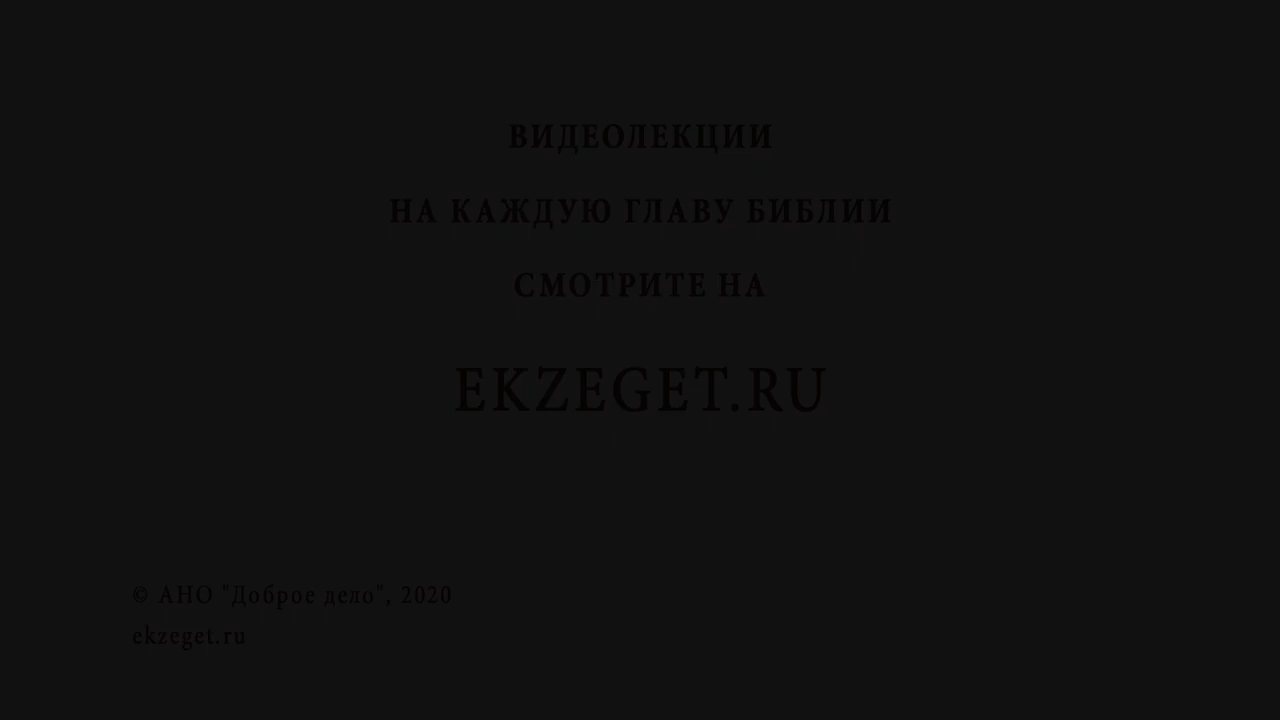 ВИДЕОЛЕКЦИИ
НА КАЖДУЮ ГЛАВУ БИБЛИИ
СМОТРИТЕ НА
EKZEGET.RU
© АНО "Доброе дело", 2020
ekzeget.ru